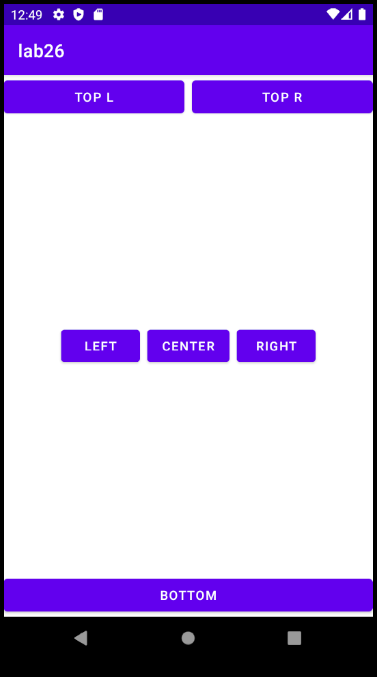 12:49
lab26
TOP L TOP R
LEFT CENTER RIGHT
BOTTOM